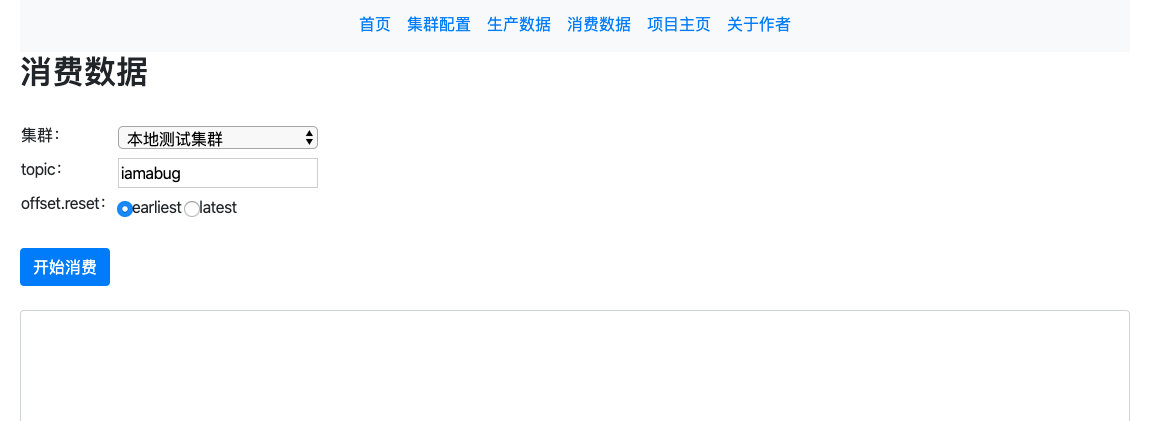 首页 集群配置 生产数据 消费数据 项目主页 关于作者
消费数据
集群： 本地测试集群
topic： iamabug
offset.reset： earliest latest
开始消费